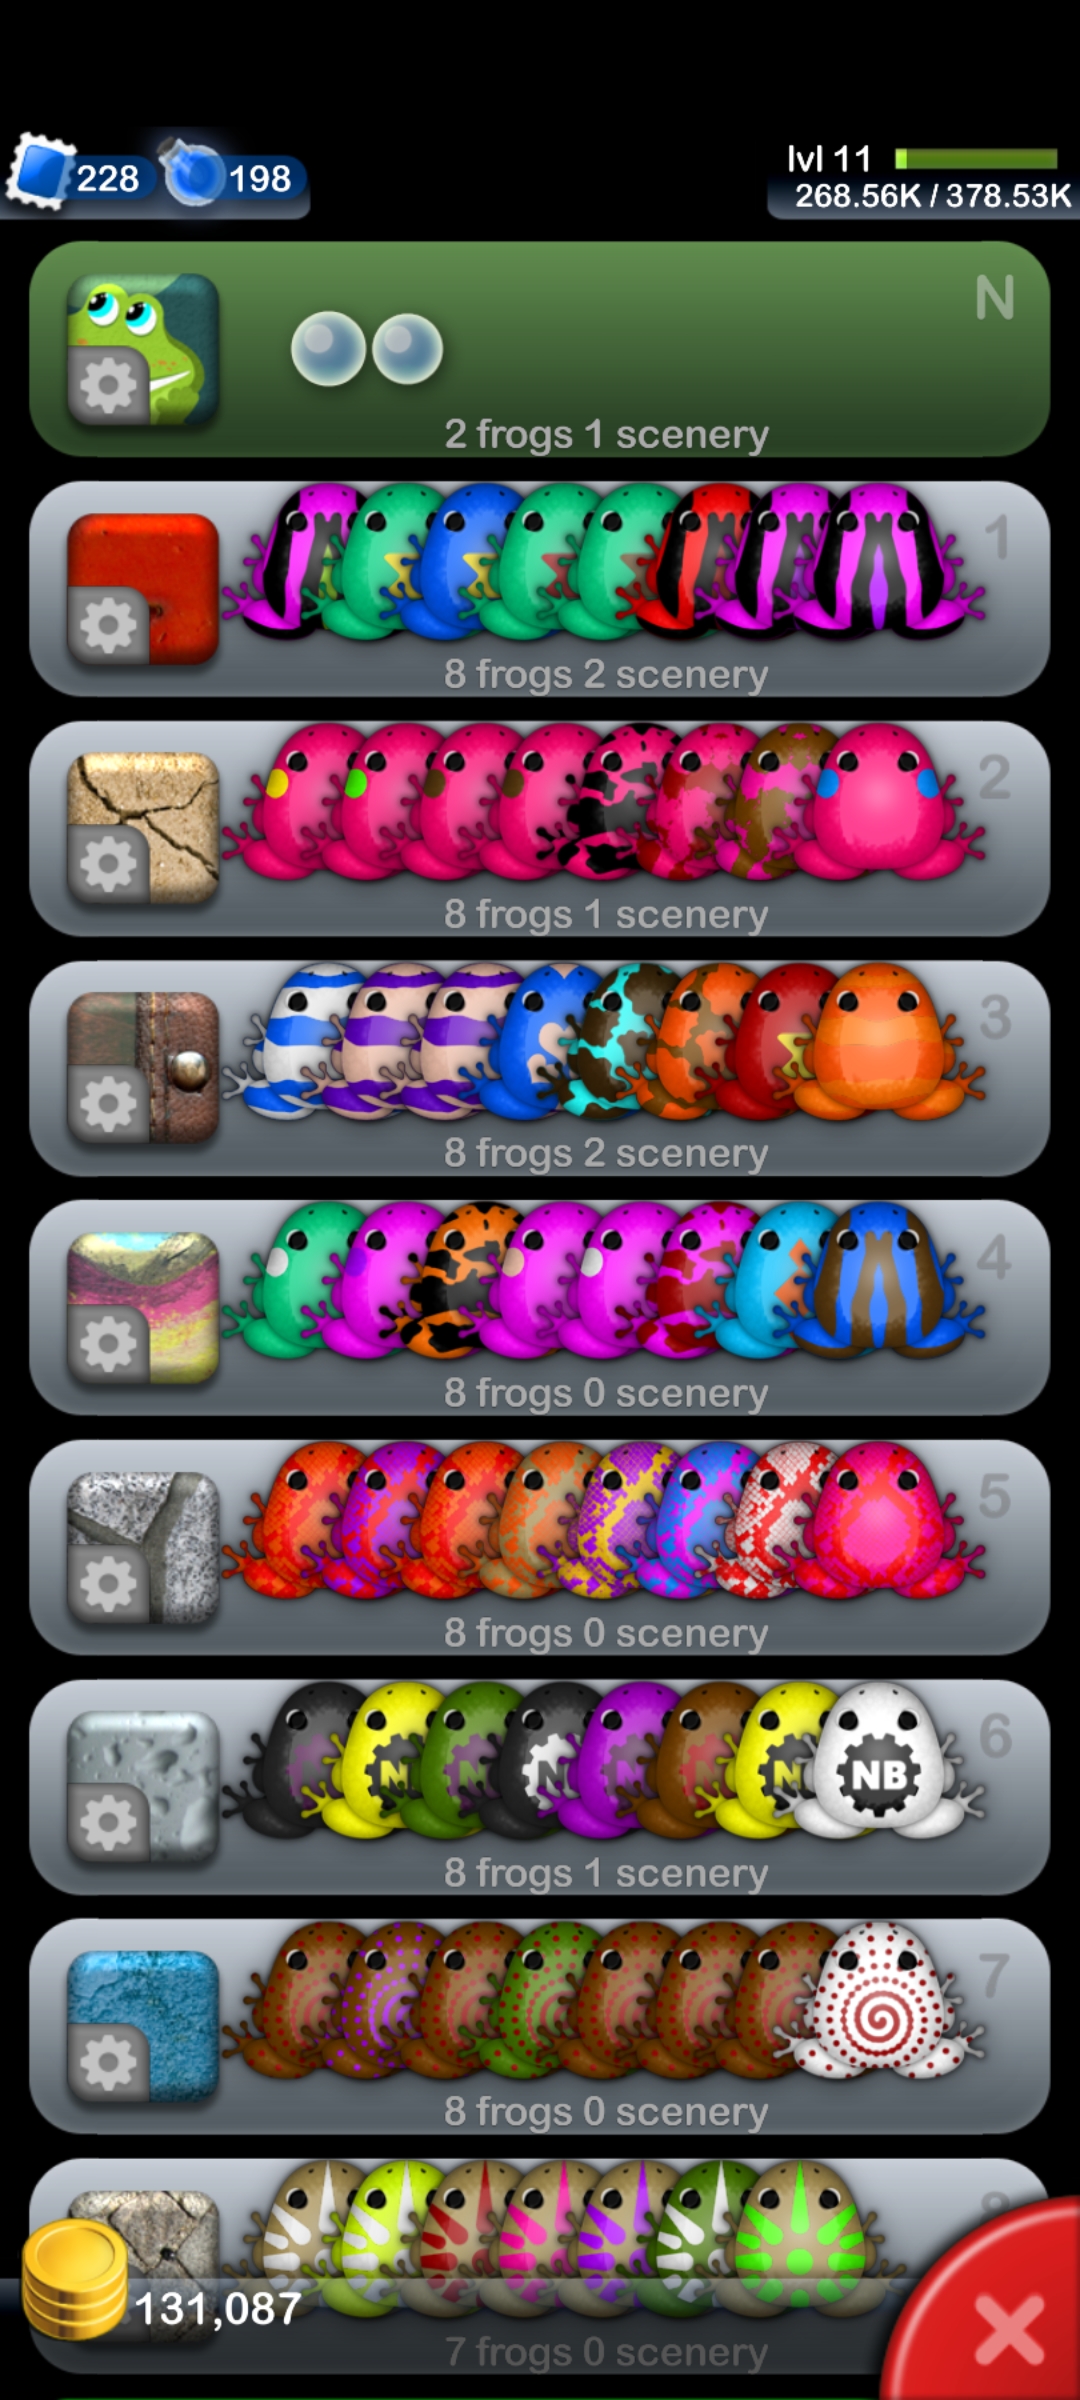 228 198
lvl 11
268.56K / 378.53K
N
2 frogs 1 scenery
1
8 frogs 2 scenery
2
8 frogs 1 scenery
3
8 frogs 2 scenery
4
8 frogs 0 scenery
5
8 frogs 0 scenery
6
NB
8 frogs 1 scenery
7
8 frogs 0 scenery
131,087
7 frogs 0 scenery